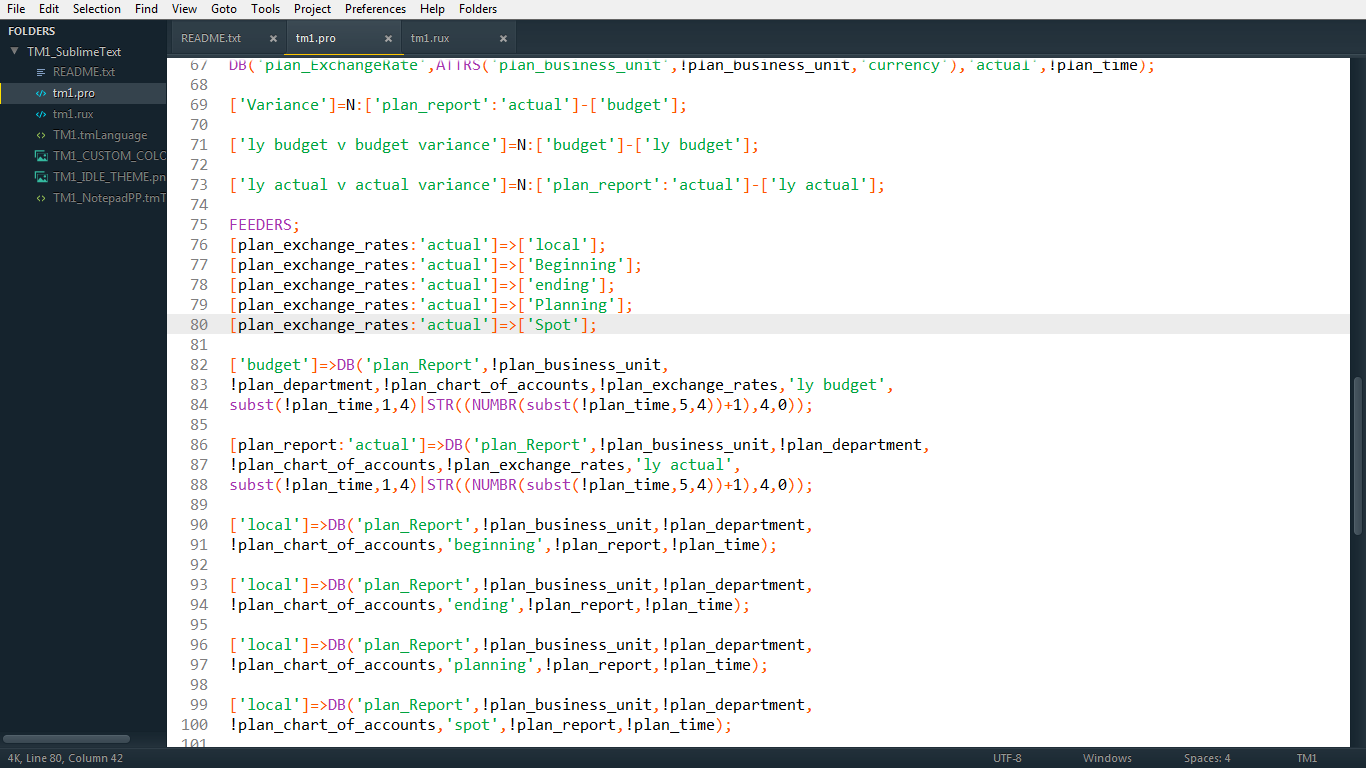 File Edit Selection Find View Goto Tools Project Preferences Help Folders
FOLDERS
TM1_SublimeText
README.txt
tm1.pro
tm1.rux
TM1.tmLanguage
TM1_CUSTOM_COLO
TM1_IDLE_THEME.pn
TM1_NotepadPP.tmT
README.txt × tm1.pro × tm1.rux ×
67 DB('plan_ExchangeRate',ATTRS('plan_business_unit',!plan_business_unit,'currency'),'actual',!plan_time);
68
69 ['Variance']=N:['plan_report':'actual']-['budget'];
70
71 ['ly budget v budget variance']=N:['budget']-['ly budget'];
72
73 ['ly actual v actual variance']=N:['plan_report':'actual']-['ly actual'];
74
75 FEEDERS;
76 [plan_exchange_rates:'actual']=>['local'];
77 [plan_exchange_rates:'actual']=>['Beginning'];
78 [plan_exchange_rates:'actual']=>['ending'];
79 [plan_exchange_rates:'actual']=>['Planning'];
80 [plan_exchange_rates:'actual']=>['Spot'];
81
82 ['budget']=>DB('plan_Report',!plan_business_unit,
83 !plan_department,!plan_chart_of_accounts,!plan_exchange_rates,'ly budget',
84 subst(!plan_time,1,4)|STR((NUMBR(subst(!plan_time,5,4))+1),4,0));
85
86 [plan_report:'actual']=>DB('plan_Report',!plan_business_unit,!plan_department,
87 !plan_chart_of_accounts,!plan_exchange_rates,'ly actual',
88 subst(!plan_time,1,4)|STR((NUMBR(subst(!plan_time,5,4))+1),4,0));
89
90 ['local']=>DB('plan_Report',!plan_business_unit,!plan_department,
91 !plan_chart_of_accounts,'beginning',!plan_report,!plan_time);
92
93 ['local']=>DB('plan_Report',!plan_business_unit,!plan_department,
94 !plan_chart_of_accounts,'ending',!plan_report,!plan_time);
95
96 ['local']=>DB('plan_Report',!plan_business_unit,!plan_department,
97 !plan_chart_of_accounts,'planning',!plan_report,!plan_time);
98
99 ['local']=>DB('plan_Report',!plan_business_unit,!plan_department,
100 !plan_chart_of_accounts,'spot',!plan_report,!plan_time);
101
4K, Line 80, Column 42 UTF-8 Windows Spaces: 4 TM1